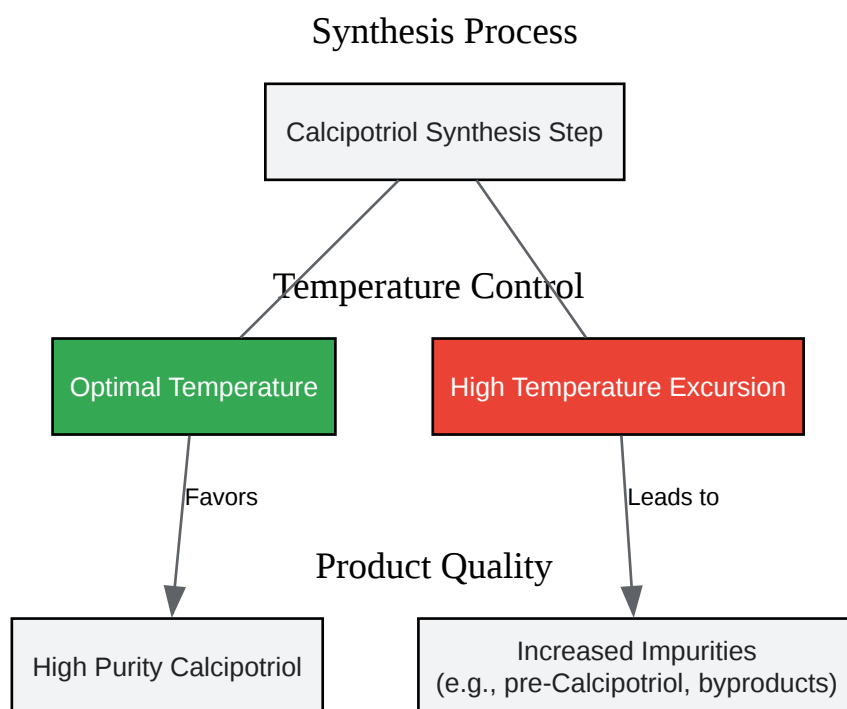 Synthesis Process
Calcipotriol Synthesis Step
Temperature Control
Optimal Temperature
High Temperature Excursion
Favors
Leads to
Product Quality
High Purity Calcipotriol
Increased Impurities
(e.g., pre-Calcipotriol, byproducts)